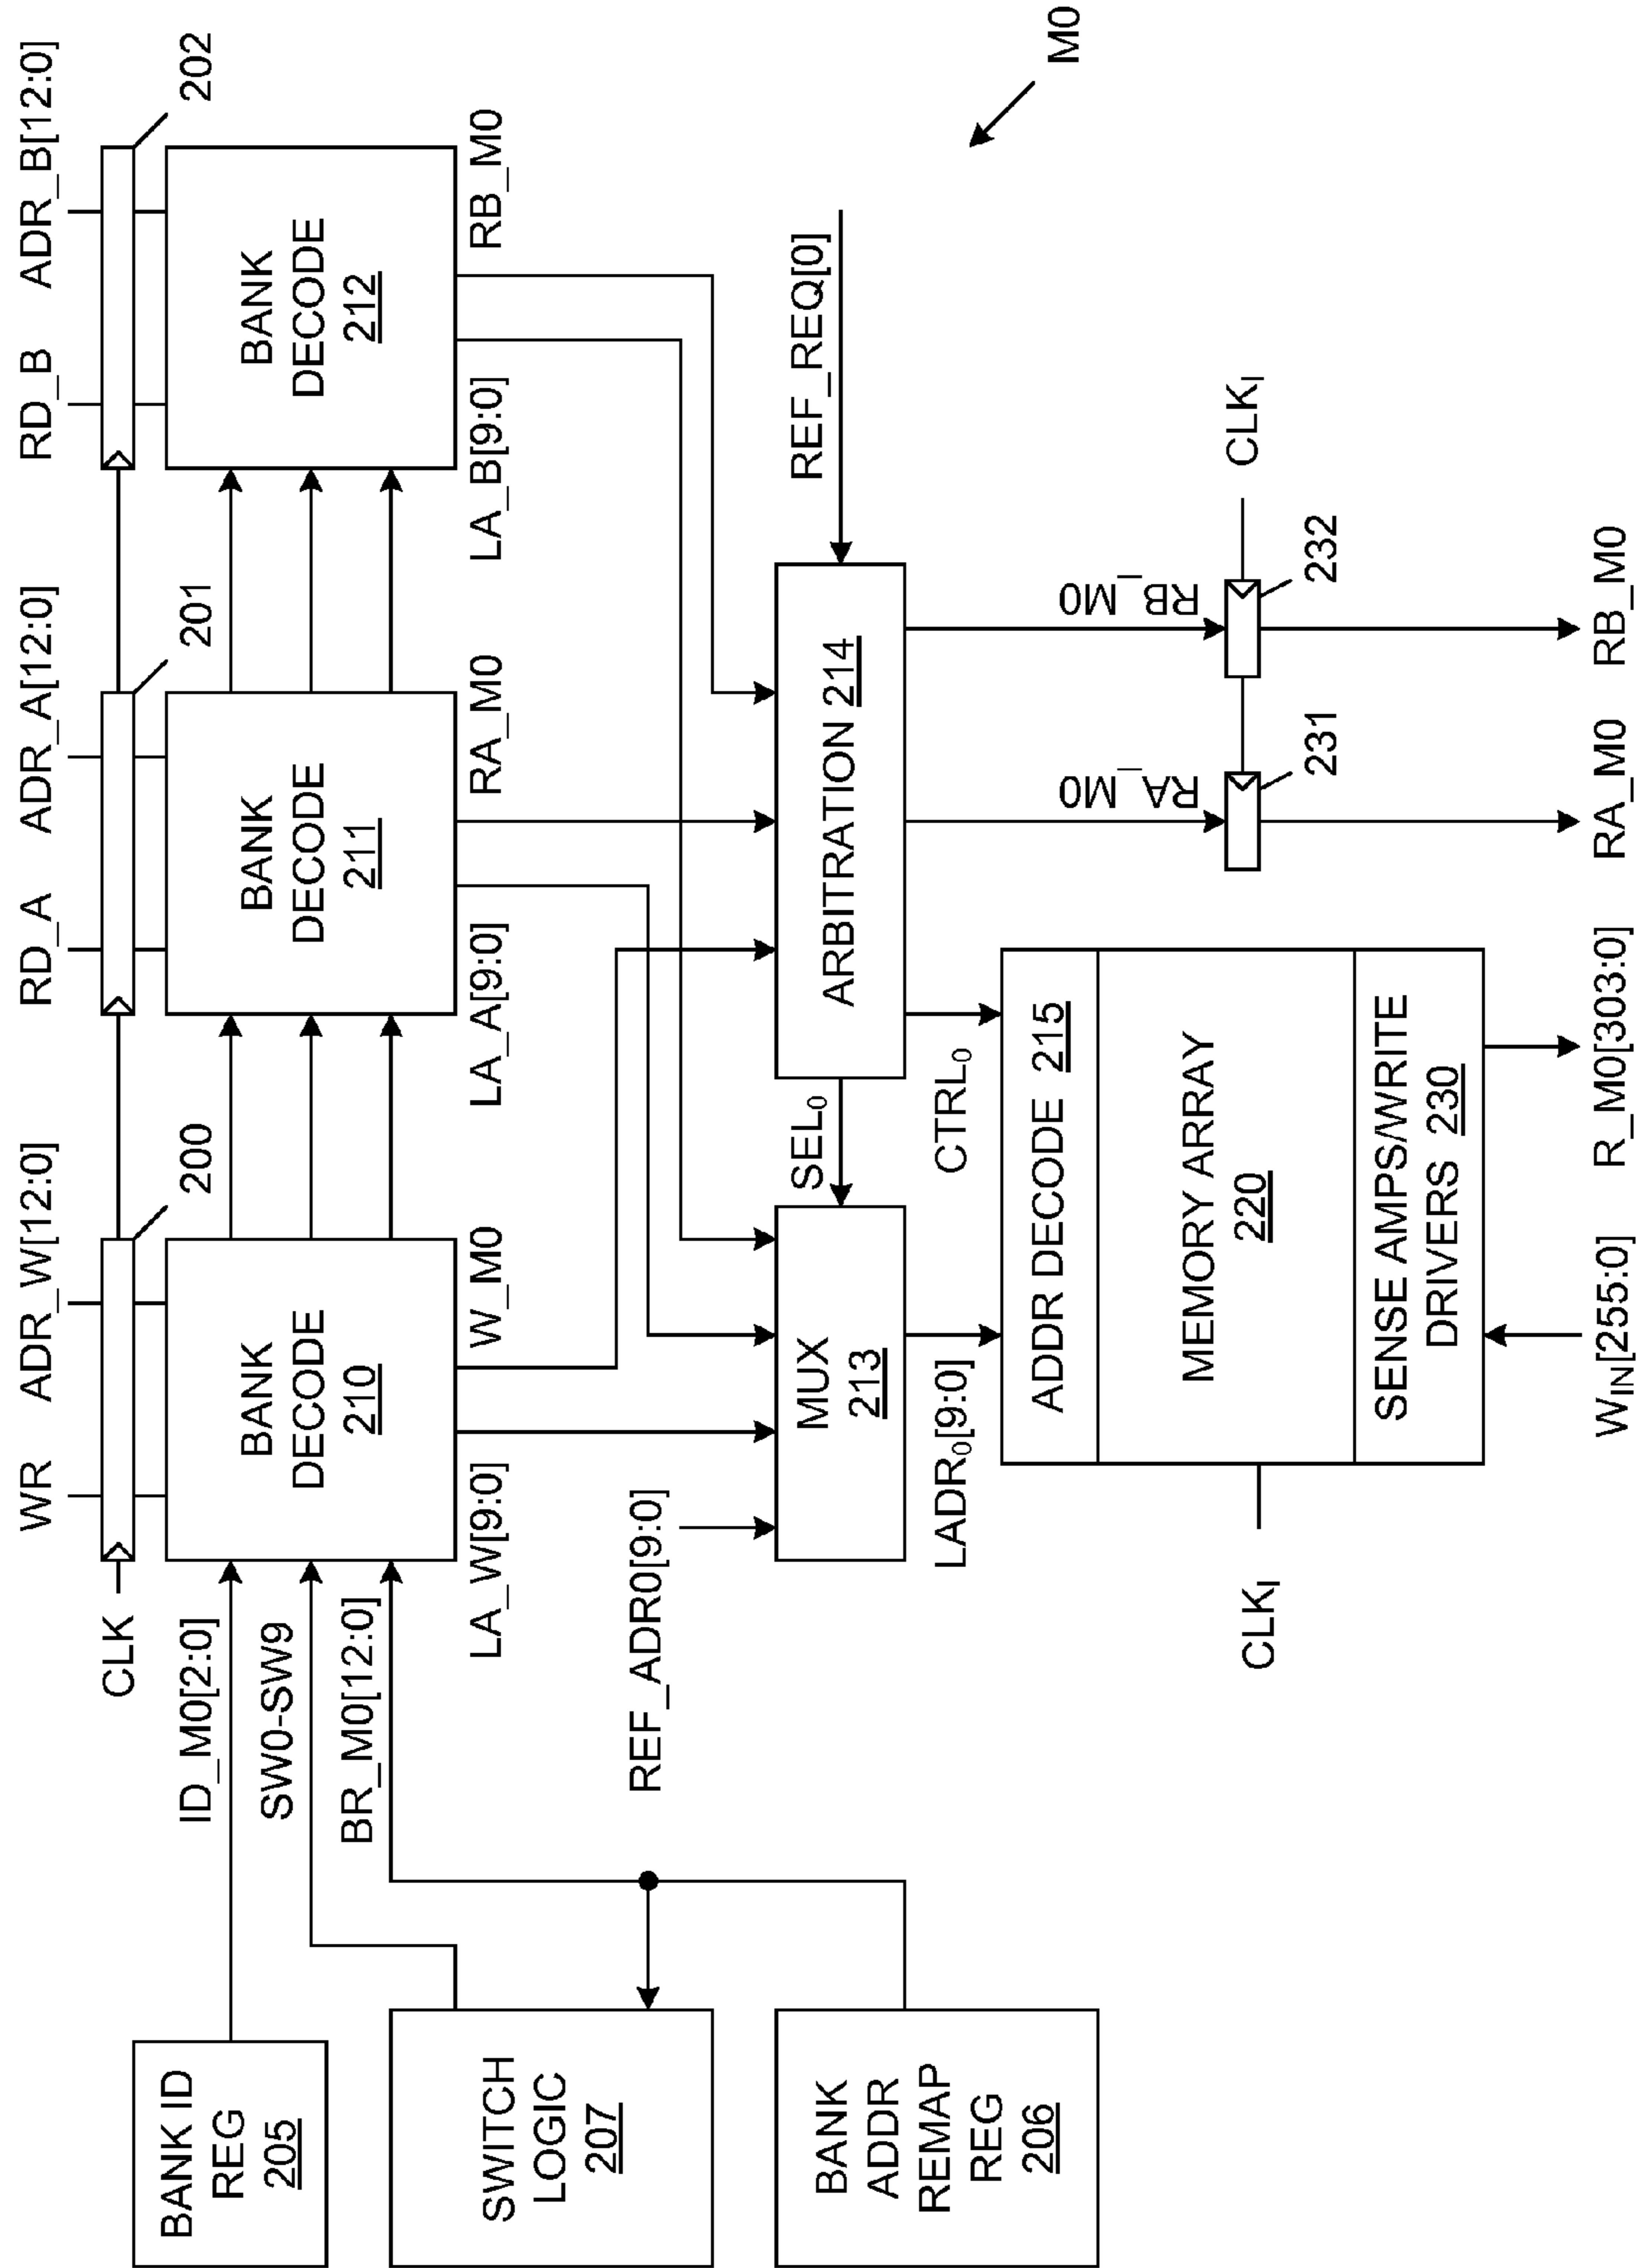 WR ADR_W[12:0] RD_A ADR_A[12:0] RD_B ADR_B[12:0]
CLK
200
201
202
BANK ID
REG
205
SWITCH
LOGIC
207
BANK
ADDR
REMAP
REG
206
ID_M0[2:0]
SW0-SW9
BR_M0[12:0]
BANK
DECODE
210
BANK
DECODE
211
BANK
DECODE
212
LA_W[9:0]
W_M0
LA_A[9:0]
RA_M0
LA_B[9:0]
RB_M0
REF_ADR0[9:0]
MUX
213
SEL0
ARBITRATION 214
REF_REQ[0]
LADR0[9:0]
CTRL0
RA_M0
RB_M0
ADDR DECODE 215
MEMORY ARRAY
220
SENSE AMPS/WRITE
DRIVERS 230
CLKI
CLKI
231
232
WIN[255:0]
R_M0[303:0]
RA_M0
RB_M0
M0